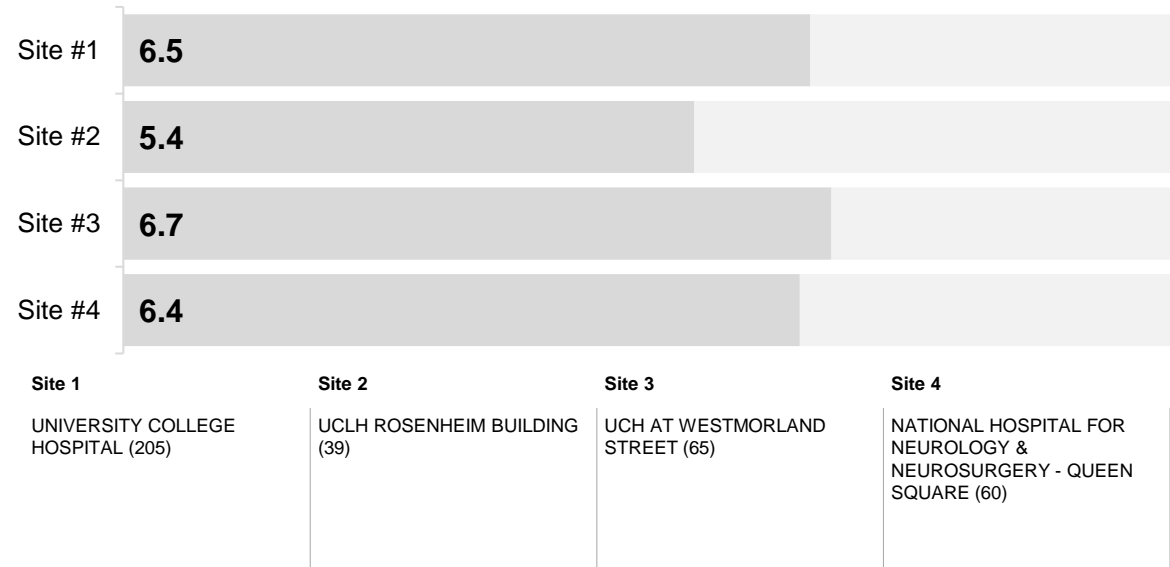 Site #1 6.5
Site #2 5.4
Site #3 6.7
Site #4 6.4
Site 1
UNIVERSITY COLLEGE
HOSPITAL (205)
Site 2
UCLH ROSENHEIM BUILDING
(39)
Site 3
UCH AT WESTMORLAND
STREET (65)
Site 4
NATIONAL HOSPITAL FOR
NEUROLOGY &
NEUROSURGERY - QUEEN
SQUARE (60)